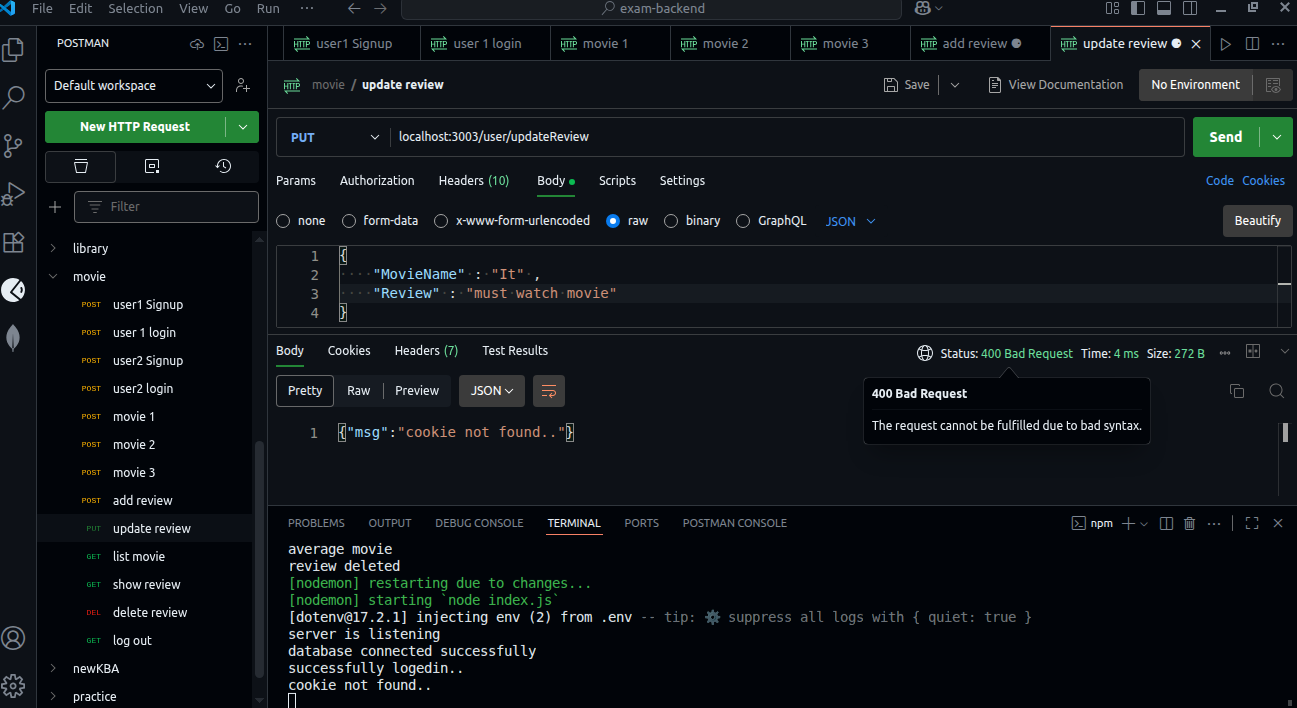 File Edit Selection View Go Run ··· exam-backend
POSTMAN
Default workspace
New HTTP Request
Filter
library
movie
POST user1 Signup
POST user 1 login
POST user2 Signup
POST user2 login
POST movie 1
POST movie 2
POST movie 3
POST add review
PUT update review
GET list movie
GET show review
DEL delete review
GET log out
newKBA
practice
HTTP user1 Signup HTTP user 1 login HTTP movie 1 HTTP movie 2 HTTP movie 3 HTTP add review HTTP update review
HTTP movie / update review Save View Documentation No Environment
PUT localhost:3003/user/updateReview Send
Params Authorization Headers (10) Body Scripts Settings Code Cookies
none form-data x-www-form-urlencoded raw binary GraphQL JSON Beautify
1 {
2 "MovieName" : "It" ,
3 "Review" : "must watch movie"
4 }
Body Cookies Headers (7) Test Results Status: 400 Bad Request Time: 4 ms Size: 272 B
Pretty Raw Preview JSON
400 Bad Request
The request cannot be fulfilled due to bad syntax.
1 {"msg":"cookie not found.."}
PROBLEMS OUTPUT DEBUG CONSOLE TERMINAL PORTS POSTMAN CONSOLE npm
average movie
review deleted
[nodemon] restarting due to changes...
[nodemon] starting `node index.js`
[dotenv@17.2.1] injecting env (2) from .env -- tip: ⚙️ suppress all logs with { quiet: true }
server is listening
database connected successfully
successfully logedin..
cookie not found..